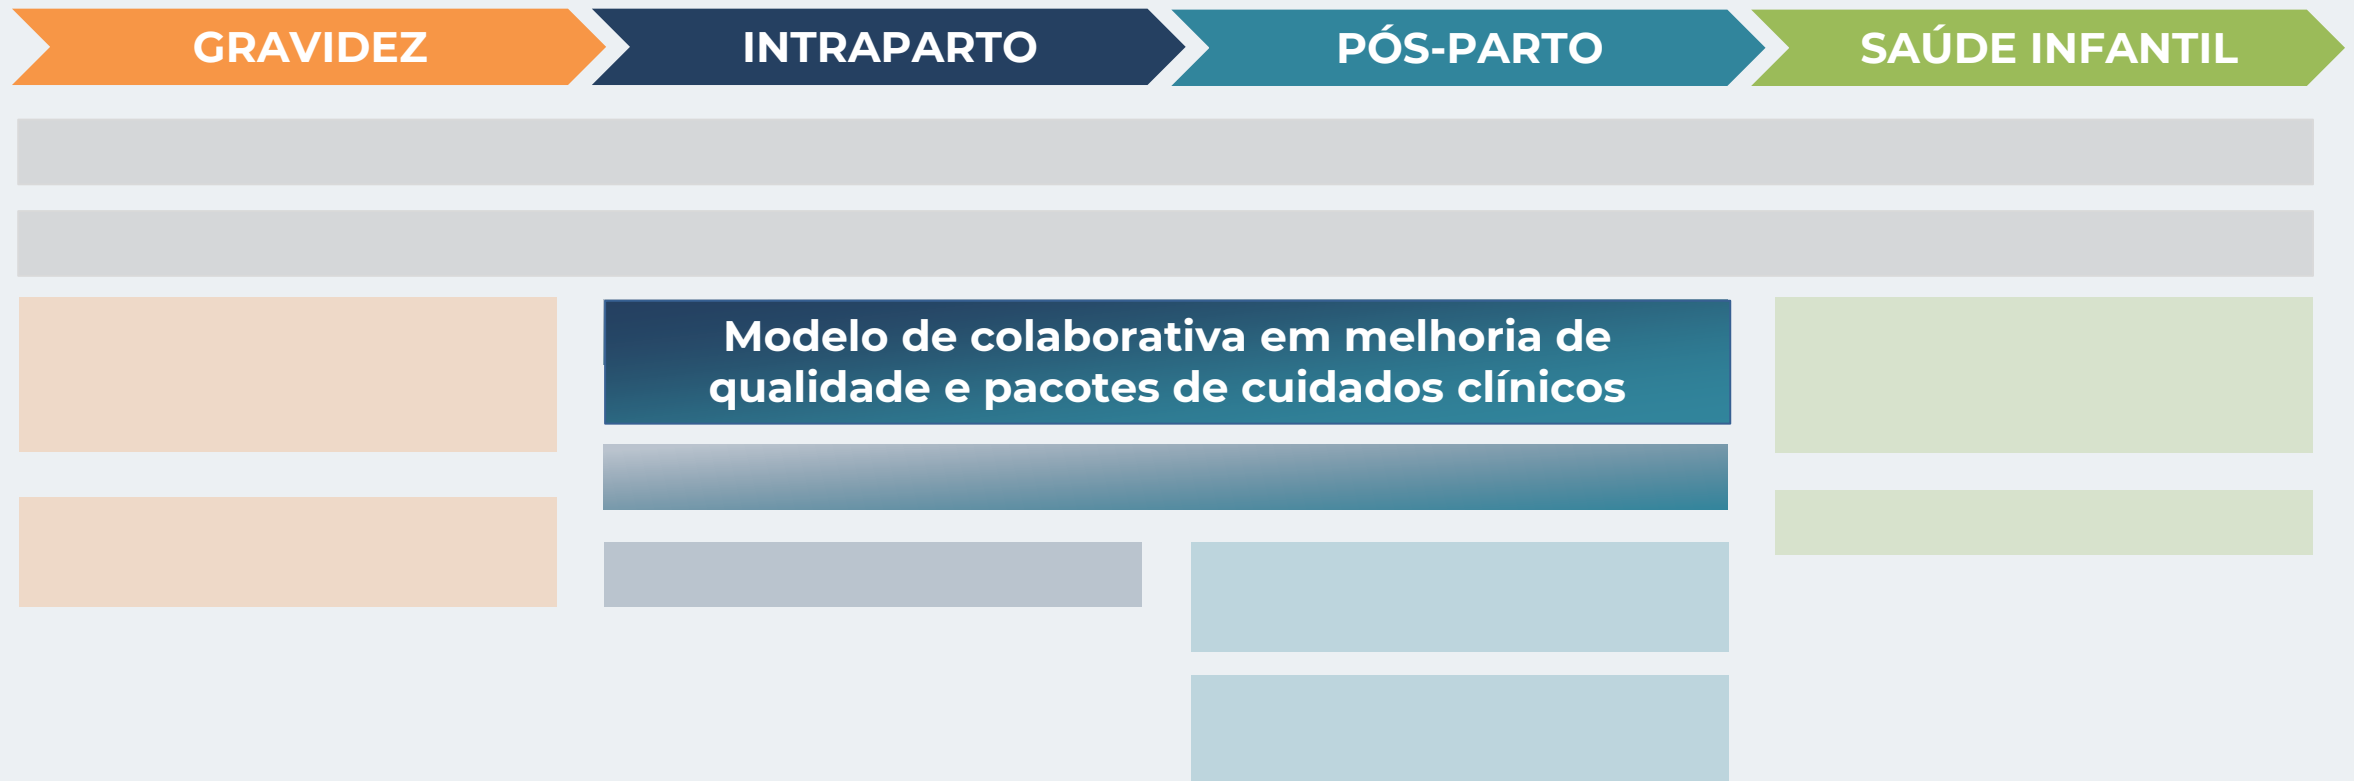 GRAVIDEZ
INTRAPARTO
PÓS-PARTO
SAÚDE INFANTIL
Modelo de colaborativa em melhoria de
qualidade e pacotes de cuidados clínicos